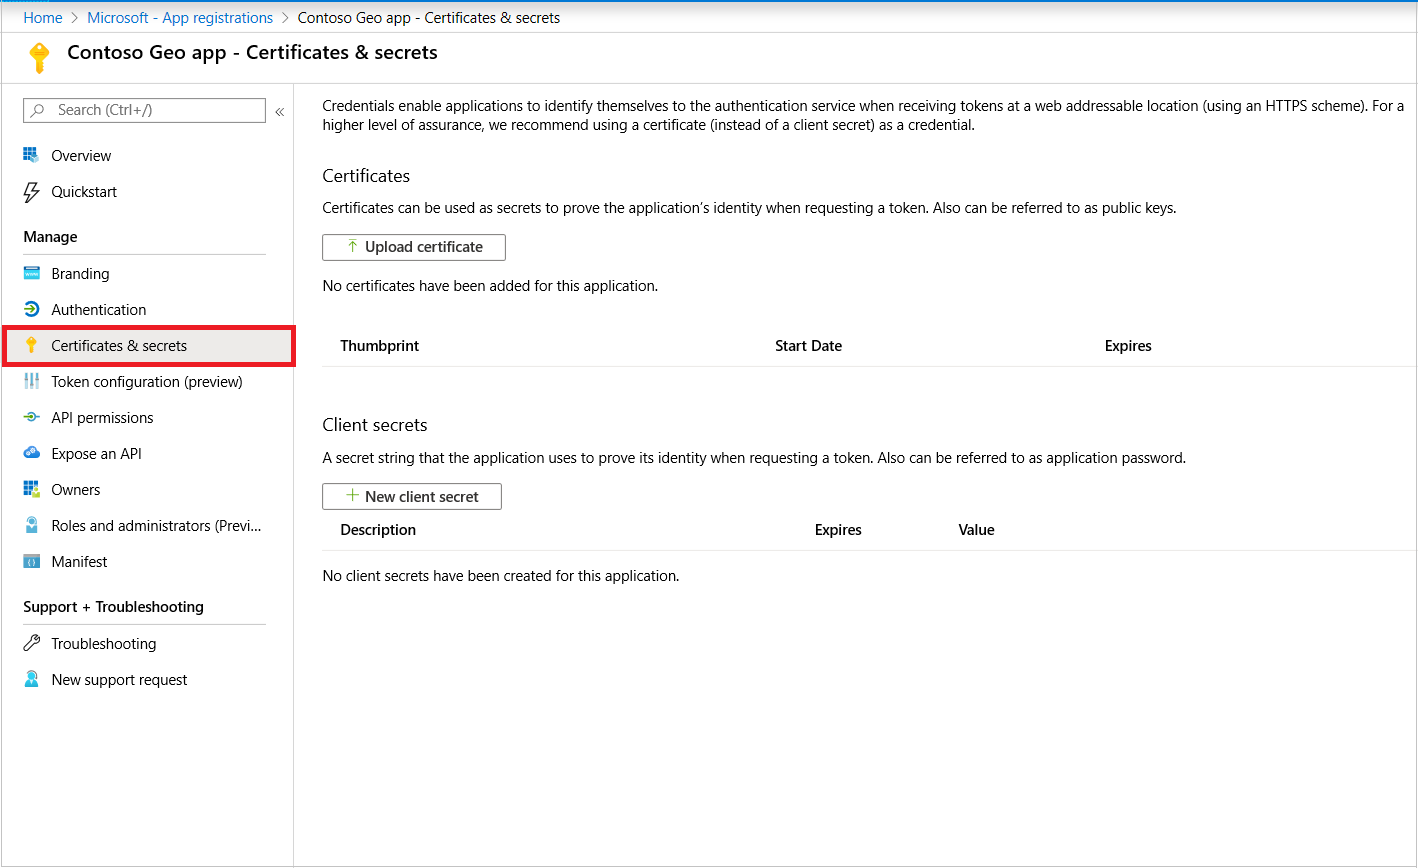 Home > Microsoft - App registrations > Contoso Geo app - Certificates & secrets
Contoso Geo app - Certificates & secrets
Search (Ctrl+/)
«
Overview
Quickstart
Manage
Branding
Authentication
Certificates & secrets
Token configuration (preview)
API permissions
Expose an API
Owners
Roles and administrators (Previ...
Manifest
Support + Troubleshooting
Troubleshooting
New support request
Credentials enable applications to identify themselves to the authentication service when receiving tokens at a web addressable location (using an HTTPS scheme). For a
higher level of assurance, we recommend using a certificate (instead of a client secret) as a credential.
Certificates
Certificates can be used as secrets to prove the application’s identity when requesting a token. Also can be referred to as public keys.
Upload certificate
No certificates have been added for this application.
Thumbprint Start Date Expires
Client secrets
A secret string that the application uses to prove its identity when requesting a token. Also can be referred to as application password.
New client secret
Description Expires Value
No client secrets have been created for this application.